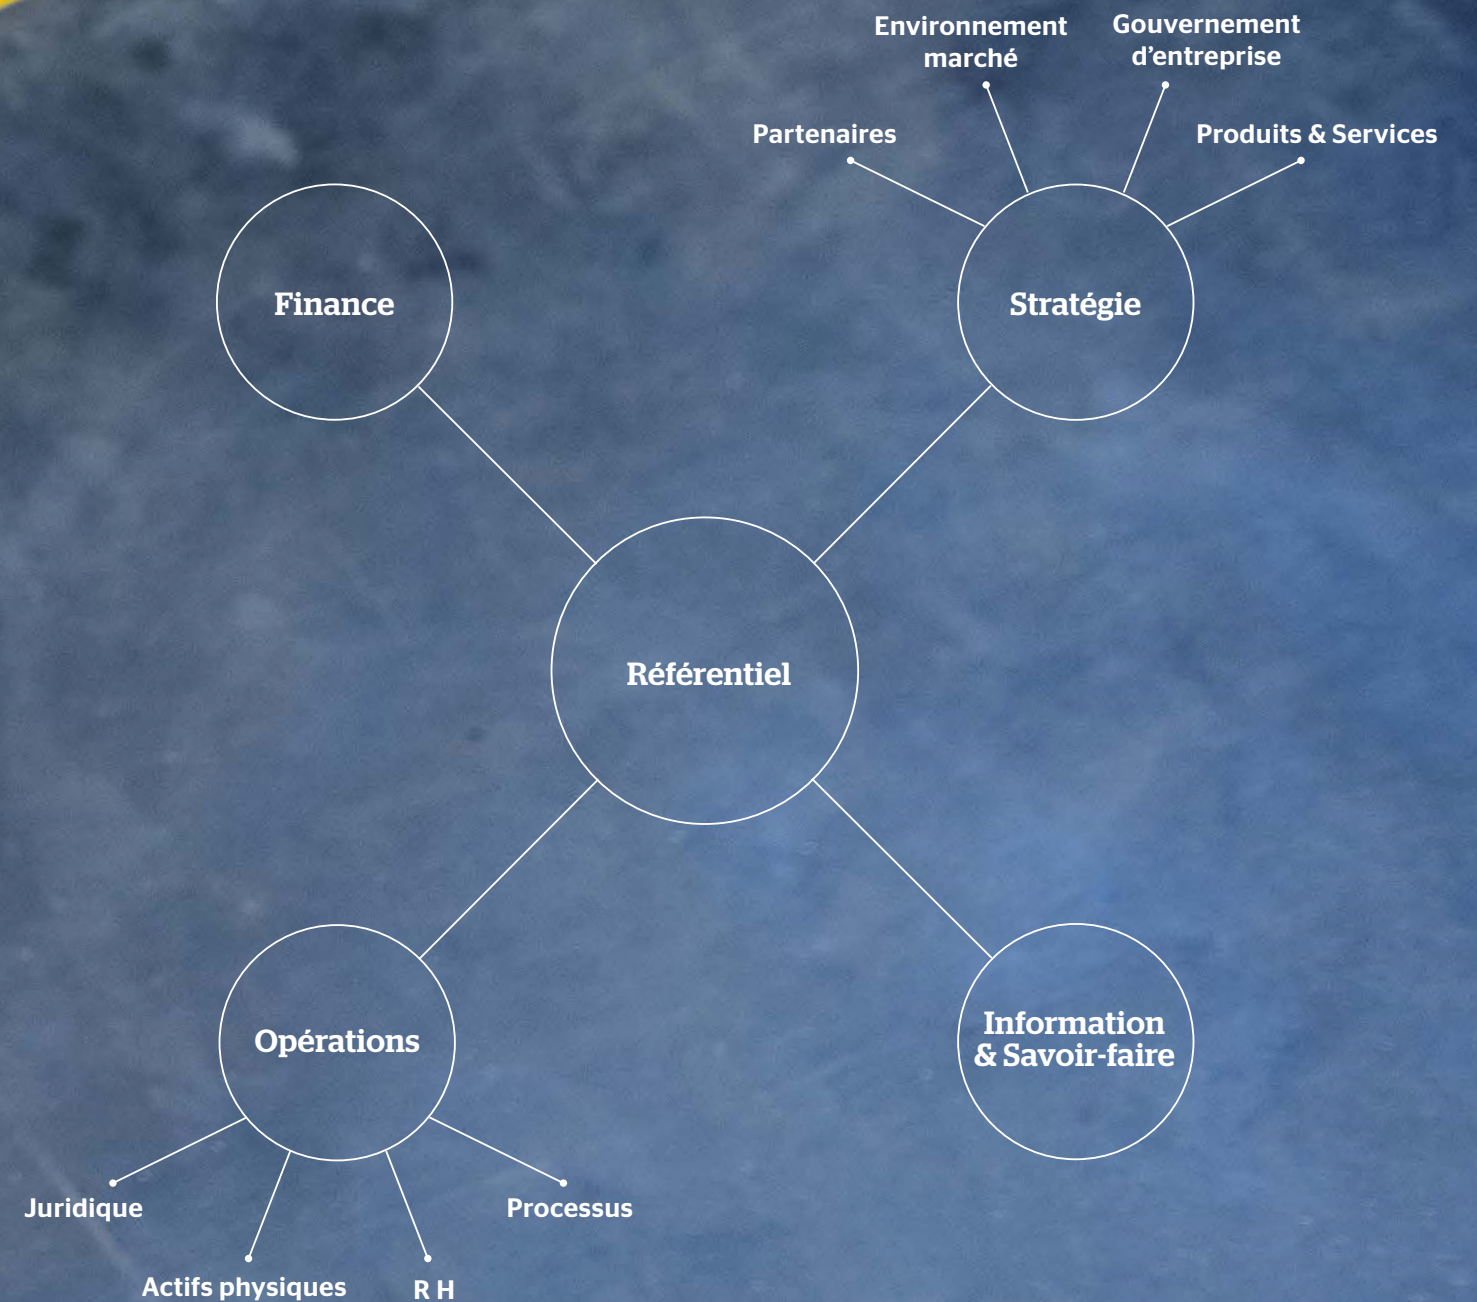 Environnement
marché
Gouvernement
d’entreprise
Partenaires
Produits & Services
Finance
Stratégie
Référentiel
Opérations
Information
& Savoir-faire
Juridique
Processus
Actifs physiques
R H